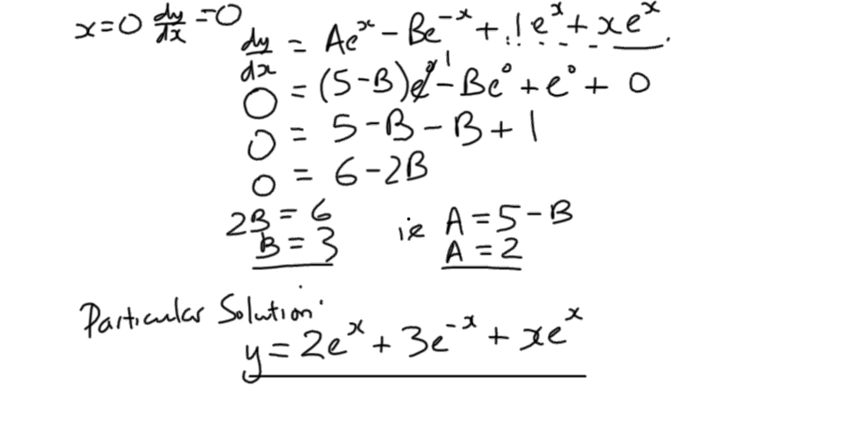 x=0 dy/dx=0
dy/dx = Ae^x - Be^-x + 1e^x + xe^x
0 = (5-B)e^0 1 - Be^0 + e^0 + 0
0 = 5-B-B+1
0 = 6-2B
2B=6 ie A=5-B
B=3 A=2
Particular Solution:
y=2e^x+3e^-x+xe^x